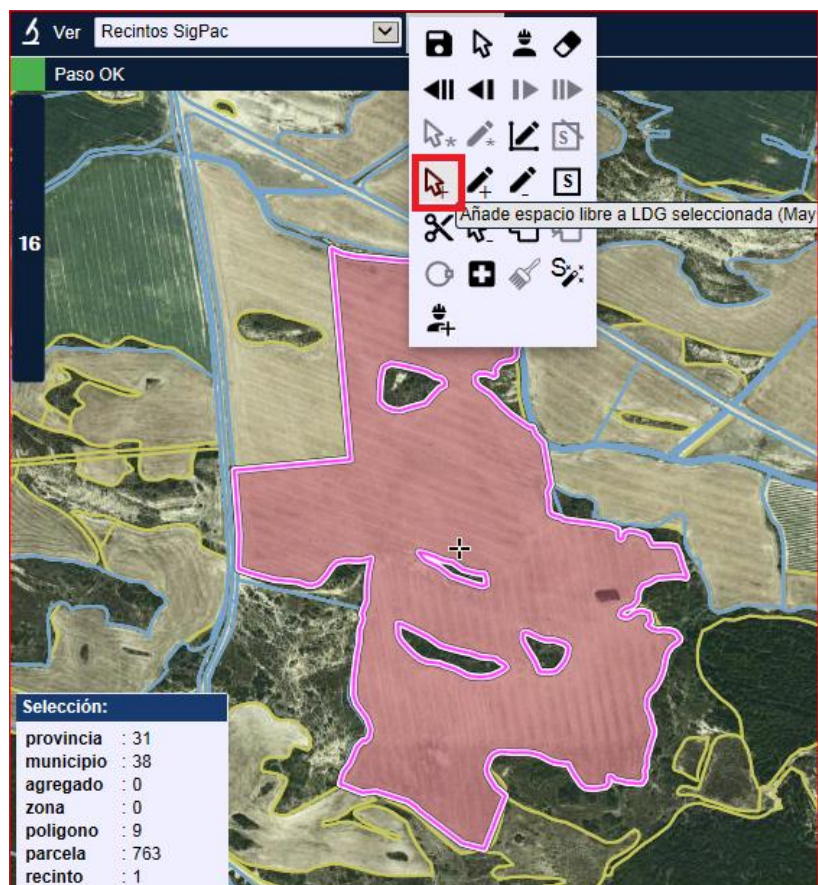 Ver Recintos SigPac
Paso OK
S
S
Añade espacio libre a LDG seleccionada (May
16
S
Selección:
provincia : 31
municipio : 38
agregado : 0
zona : 0
poligono : 9
parcela : 763
recinto : 1